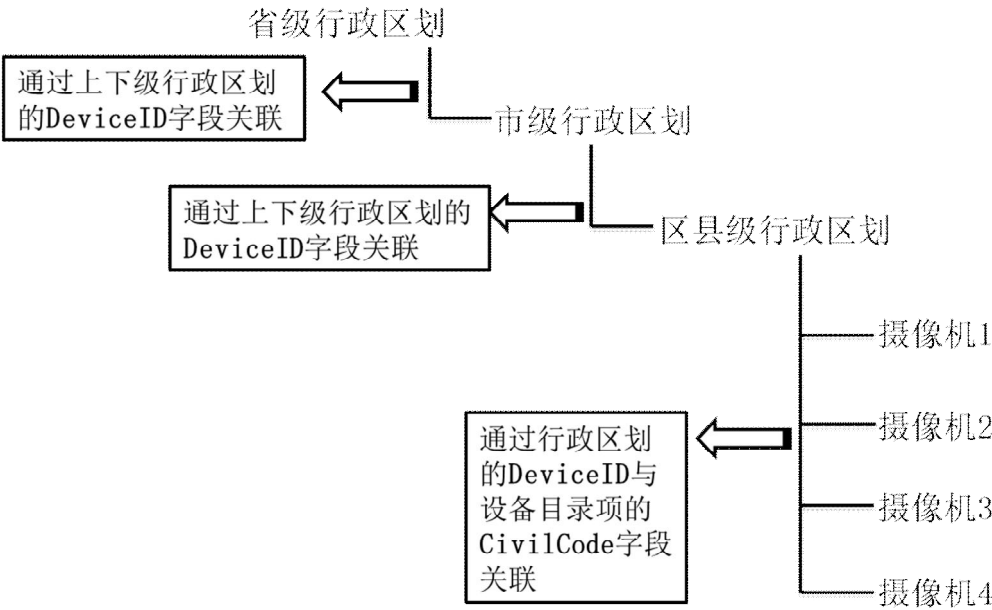 省级行政区划
通过上下级行政区划
的DeviceID字段关联
市级行政区划
通过上下级行政区划的
DeviceID字段关联
区县级行政区划
摄像机1
摄像机2
通过行政区划
的DeviceID与
设备目录项的
CivilCode字段
关联
摄像机3
摄像机4